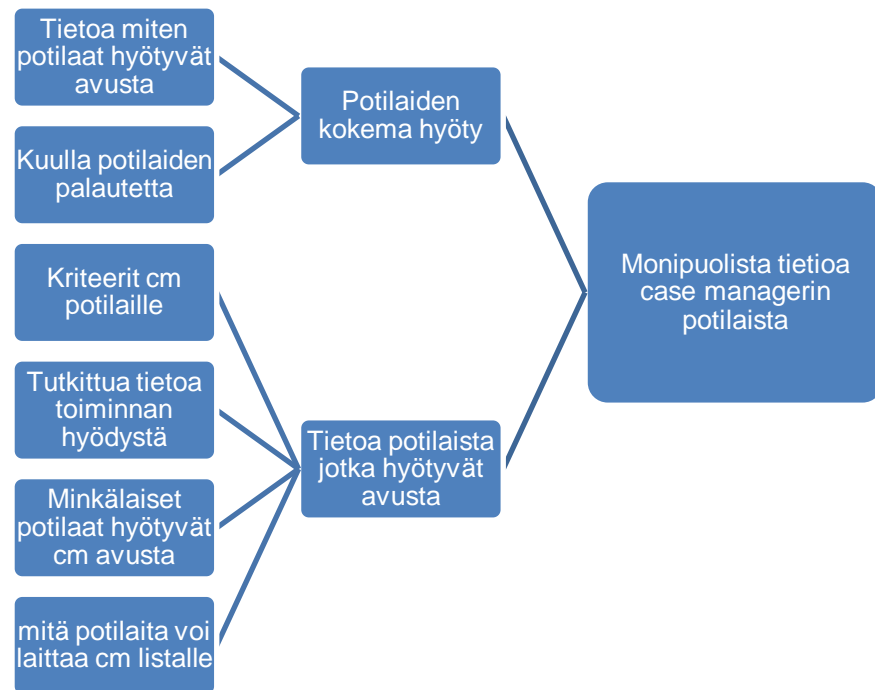 Tietoa miten
potilaat hyötyvät
avusta
Kuulla potilaiden
palautetta
Kriteerit cm
potilaille
Tutkittua tietoa
toiminnan
hyödystä
Minkälaiset
potilaat hyötyvät
cm avusta
mitä potilaita voi
laittaa cm listalle
Potilaiden
kokema hyöty
Tietoa potilaista
jotka hyötyvät
avusta
Monipuolista tietioa
case managerin
potilaista